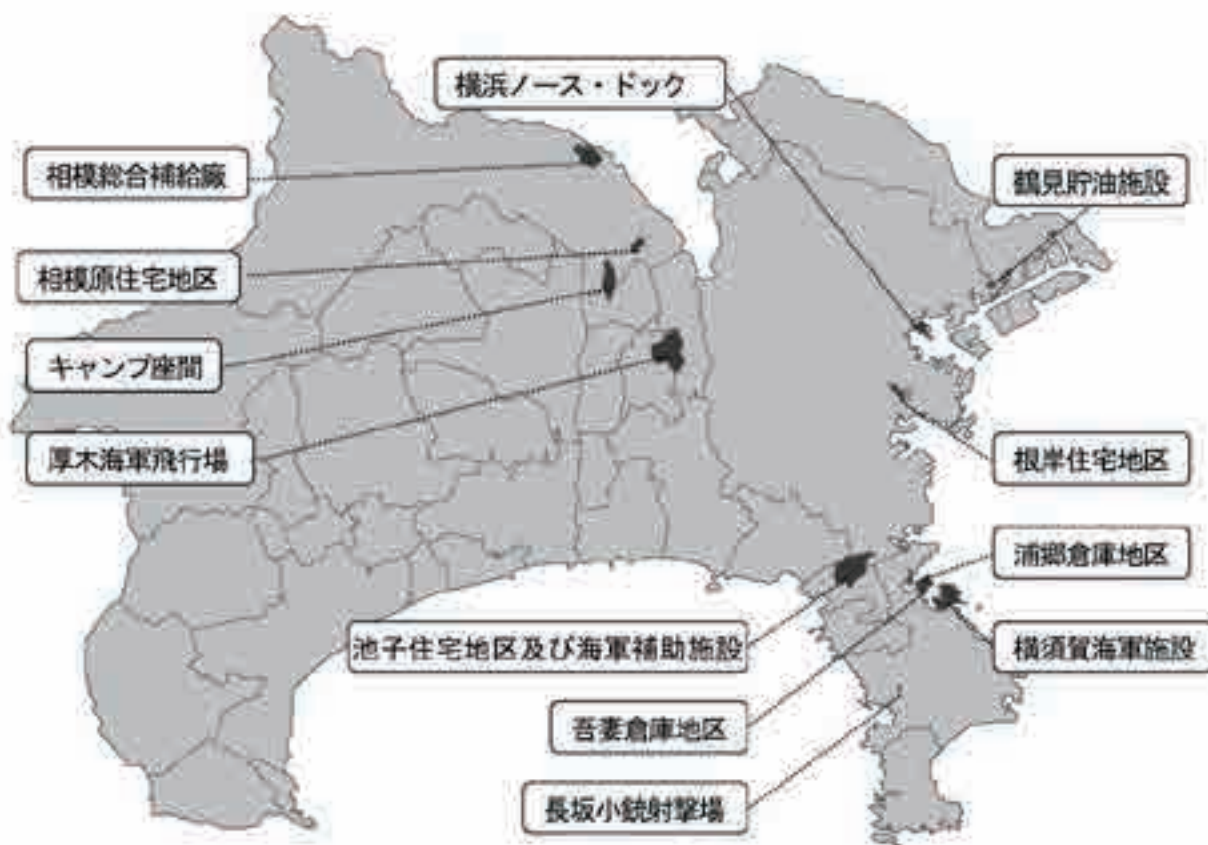 横浜ノース・ドック
相模総合補給廠
鶴見貯油施設
相模原住宅地区
キャンプ座間
厚木海軍飛行場
根岸住宅地区
浦郷倉庫地区
池子住宅地区及び海軍補助施設
横須賀海軍施設
吾妻倉庫地区
長坂小銃射撃場